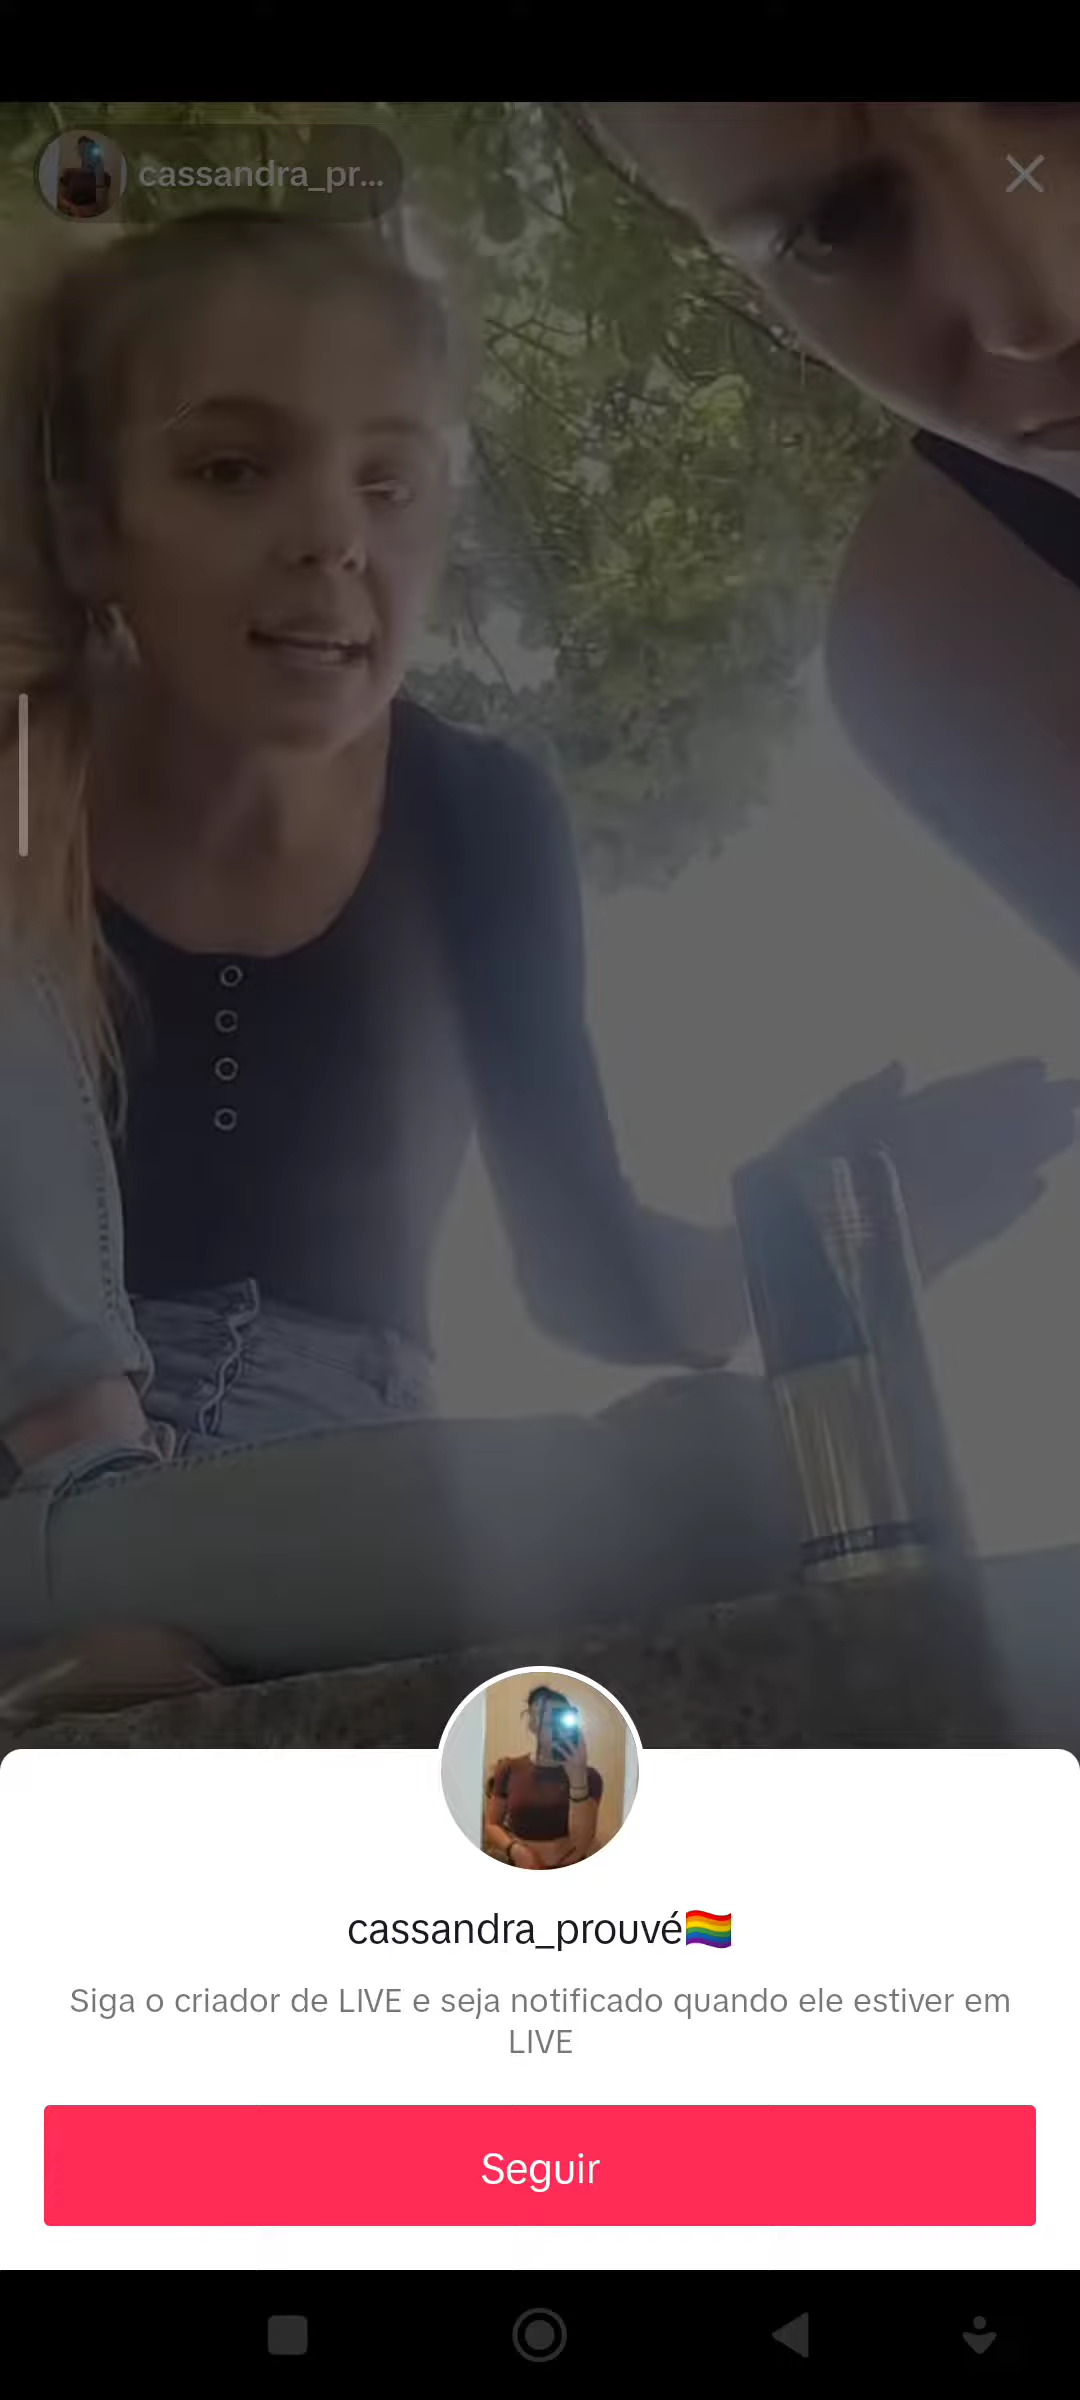 cassandra_pr...
cassandra_prouvé🏳️‍🌈
Siga o criador de LIVE e seja notificado quando ele estiver em
LIVE
Seguir